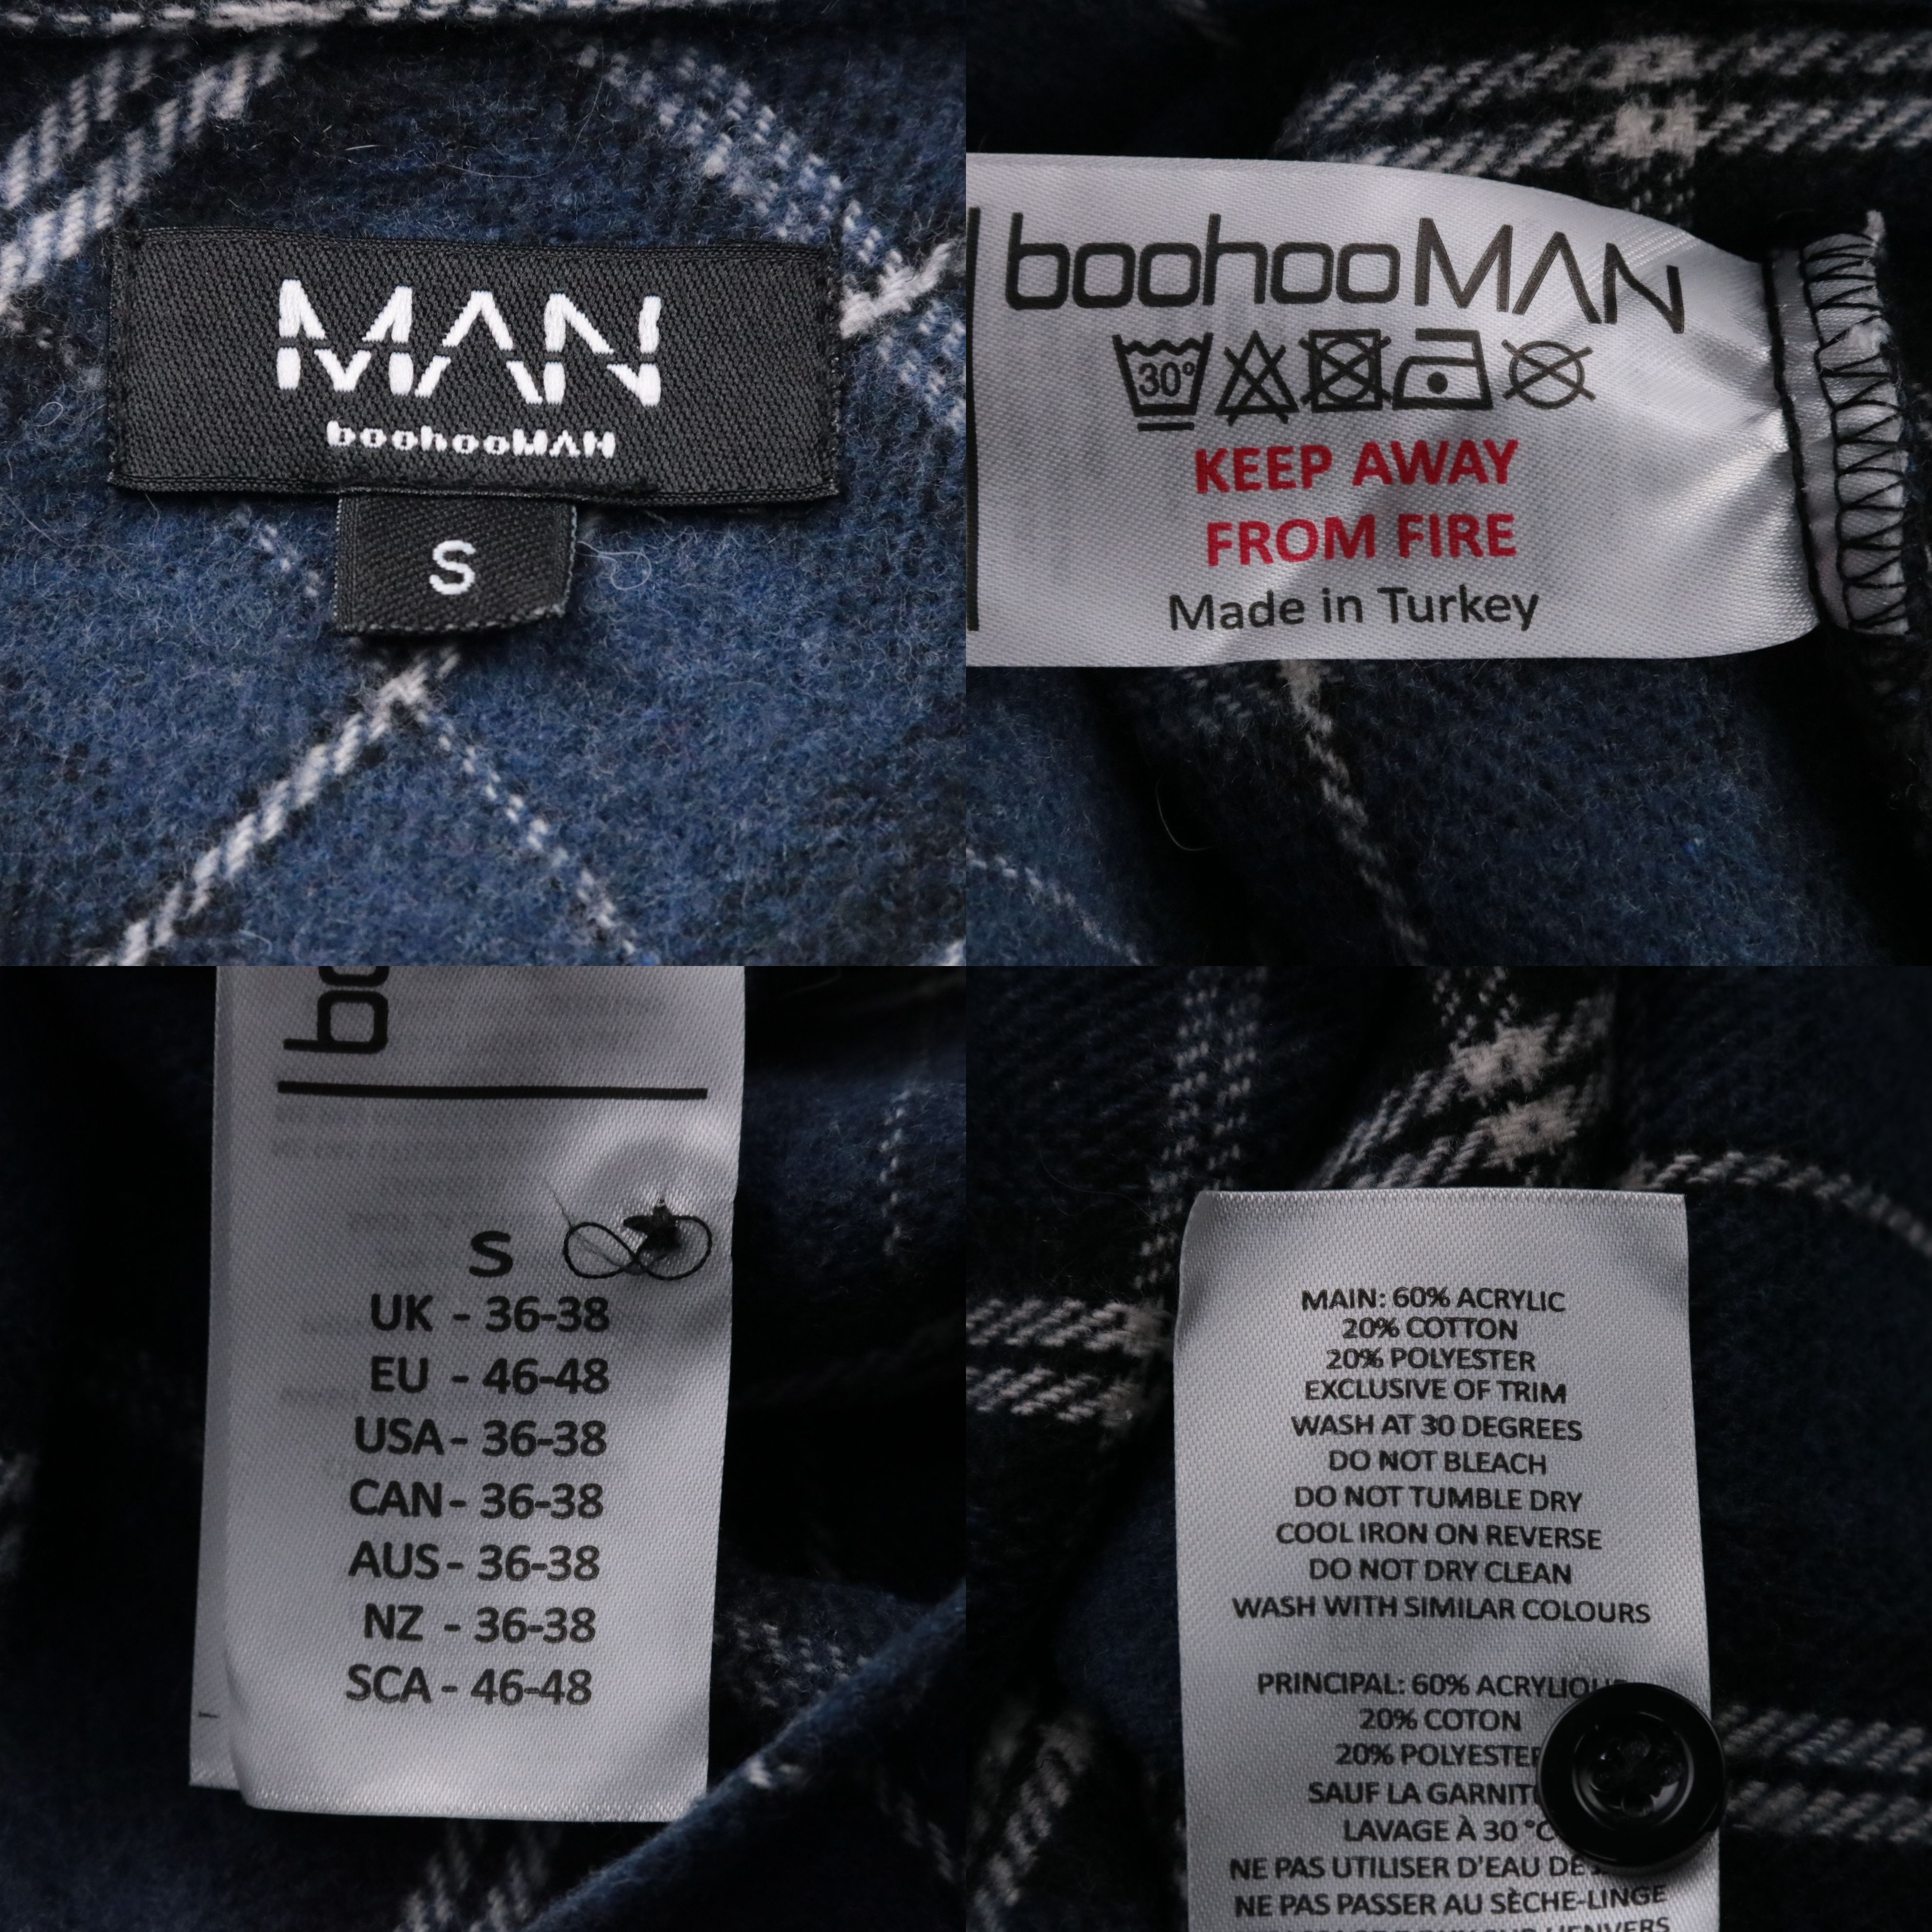 MAN
boohooMAN
S
boohooMAN
30°
KEEP AWAY
FROM FIRE
Made in Turkey
S
UK - 36-38
EU - 46-48
USA - 36-38
CAN - 36-38
AUS - 36-38
NZ - 36-38
SCA - 46-48
MAIN: 60% ACRYLIC
20% COTTON
20% POLYESTER
EXCLUSIVE OF TRIM
WASH AT 30 DEGREES
DO NOT BLEACH
DO NOT TUMBLE DRY
COOL IRON ON REVERSE
DO NOT DRY CLEAN
WASH WITH SIMILAR COLOURS
PRINCIPAL: 60%
20% COTON
20%
SAUF LA
LAVAGE À 30 °C
NE PAS UTILISER D'EAU DE
NE PAS PASSER AU SÈCHE-LINGE